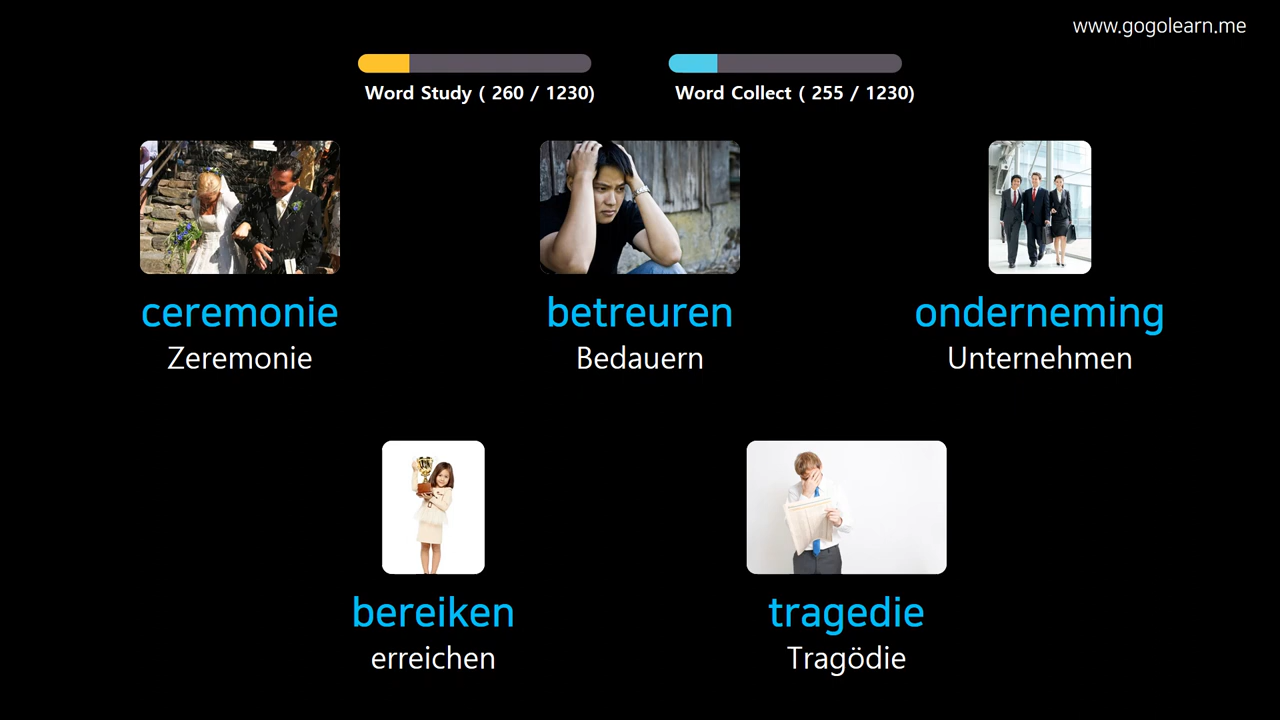 www.gogolearn.me
Word Study ( 260 / 1230)
Word Collect ( 255 / 1230)
ceremonie
Zeremonie
betreuren
Bedauern
onderneming
Unternehmen
bereiken
erreichen
tragedie
Tragödie